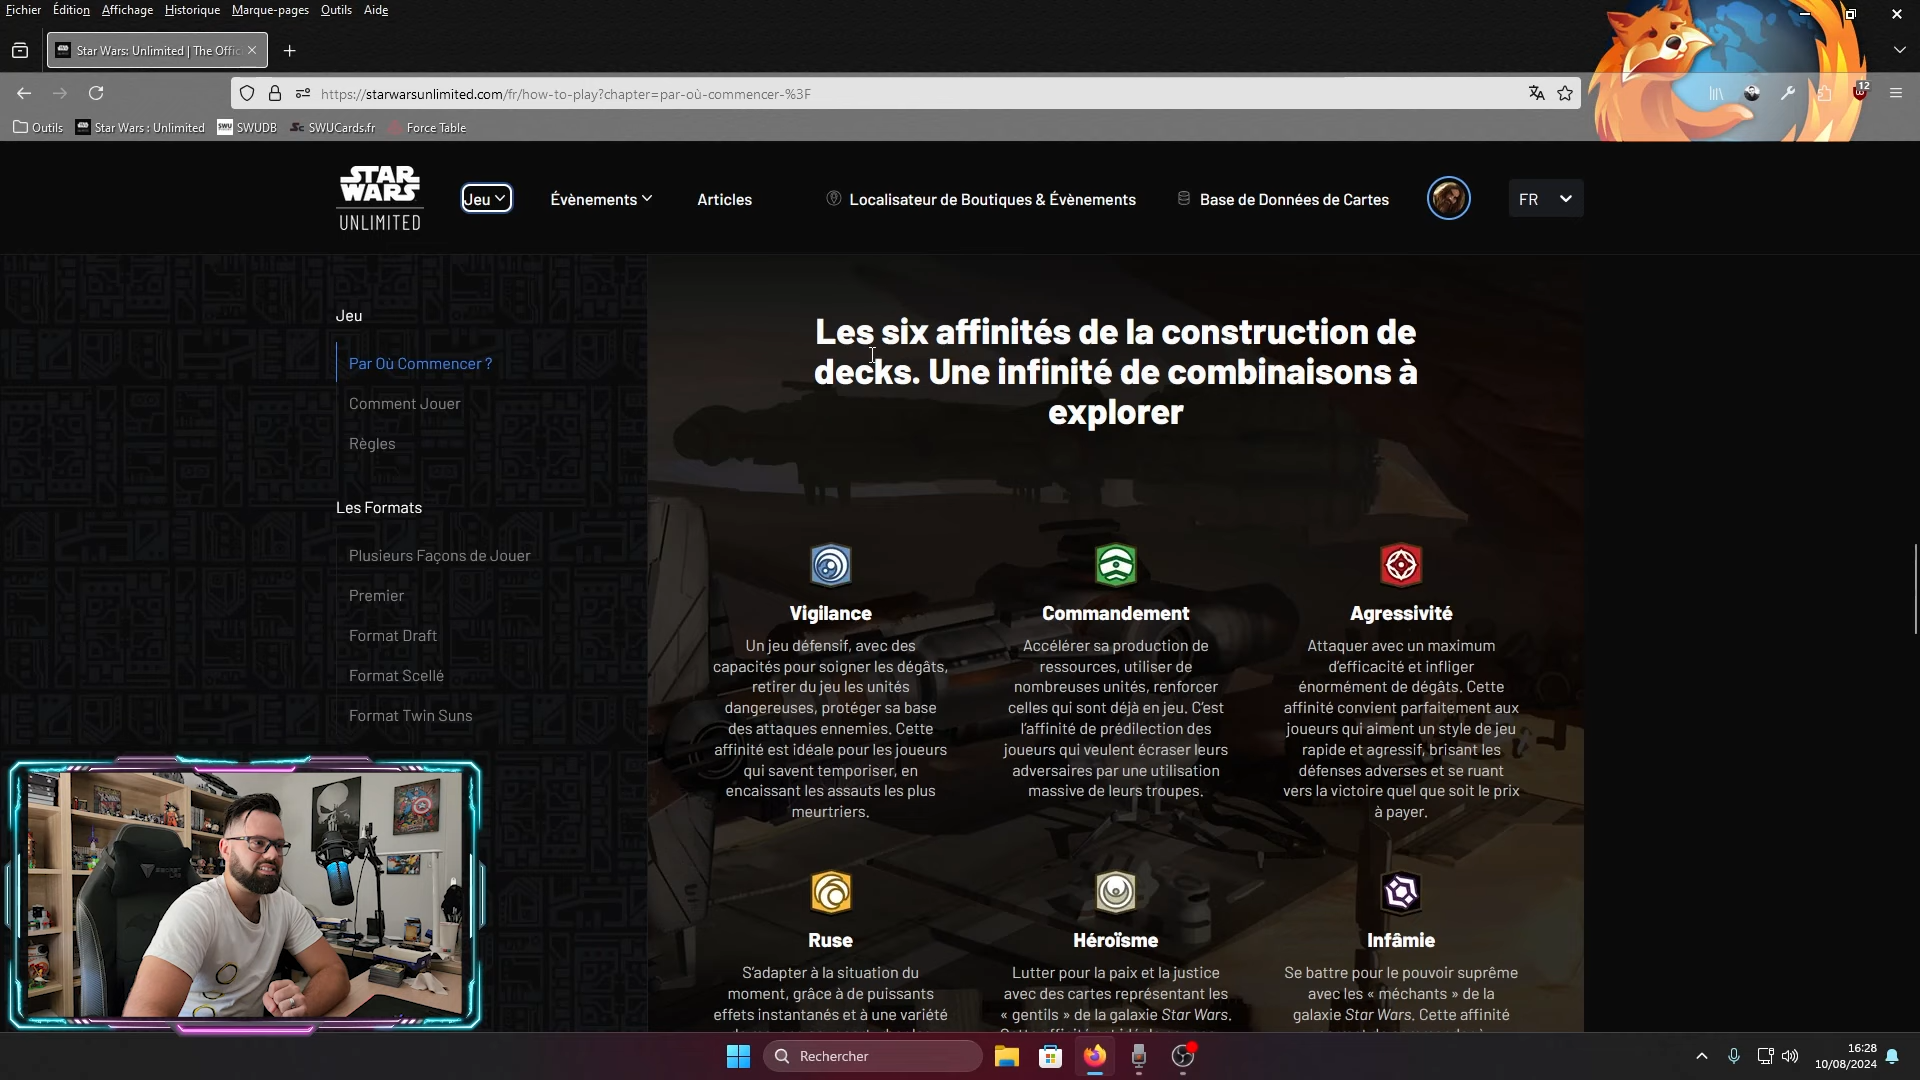 Fichier Édition Affichage Historique Marque-pages Outils Aide
Star Wars: Unlimited | The Offic
12
https://starwarsunlimited.com/fr/how-to-play?chapter=par-où-commencer-%3F
Outils Star Wars : Unlimited SWUDB SWUCards.fr Force Table
STAR
WARS
UNLIMITED
Jeu Évènements Articles Localisateur de Boutiques & Évènements Base de Données de Cartes FR
Jeu
Par Où Commencer ?
Comment Jouer
Règles
Les Formats
Plusieurs Façons de Jouer
Premier
Format Draft
Format Scellé
Format Twin Suns
Les six affinités de la construction de
decks. Une infinité de combinaisons à
explorer
Vigilance
Un jeu défensif, avec des
capacités pour soigner les dégâts,
retirer du jeu les unités
dangereuses, protéger sa base
des attaques ennemies. Cette
affinité est idéale pour les joueurs
qui savent temporiser, en
encaissant les assauts les plus
meurtriers.
Commandement
Accélérer sa production de
ressources, utiliser de
nombreuses unités, renforcer
celles qui sont déjà en jeu. C'est
l'affinité de prédilection des
joueurs qui veulent écraser leurs
adversaires par une utilisation
massive de leurs troupes.
Agressivité
Attaquer avec un maximum
d'efficacité et infliger
énormément de dégâts. Cette
affinité convient parfaitement aux
joueurs qui aiment un style de jeu
rapide et agressif, brisant les
défenses adverses et se ruant
vers la victoire quel que soit le prix
à payer.
Ruse
S'adapter à la situation du
moment, grâce à de puissants
effets instantanés et à une variété
Héroïsme
Lutter pour la paix et la justice
avec des cartes représentant les
« gentils » de la galaxie Star Wars.
Infâmie
Se battre pour le pouvoir suprême
avec les « méchants » de la
galaxie Star Wars. Cette affinité
Rechercher
16:28
10/08/2024